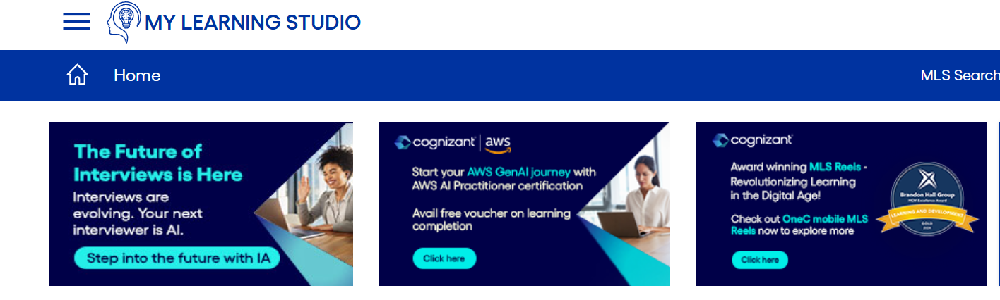 MY LEARNING STUDIO
Home
MLS Search
The Future of
Interviews is Here
Interviews are
evolving. Your next
interviewer is AI.
Step into the future with IA
cognizant | aws
Start your AWS GenAI journey with
AWS AI Practitioner certification
Avail free voucher on learning
completion
Click here
cognizant
Award winning MLS Reels -
Revolutionizing Learning
in the Digital Age!
Check out OneC mobile MLS
Reels now to explore more
Click here
Brandon Hall Group
HCM Excellence Award
LEARNING AND DEVELOPMENT
GOLD
2024